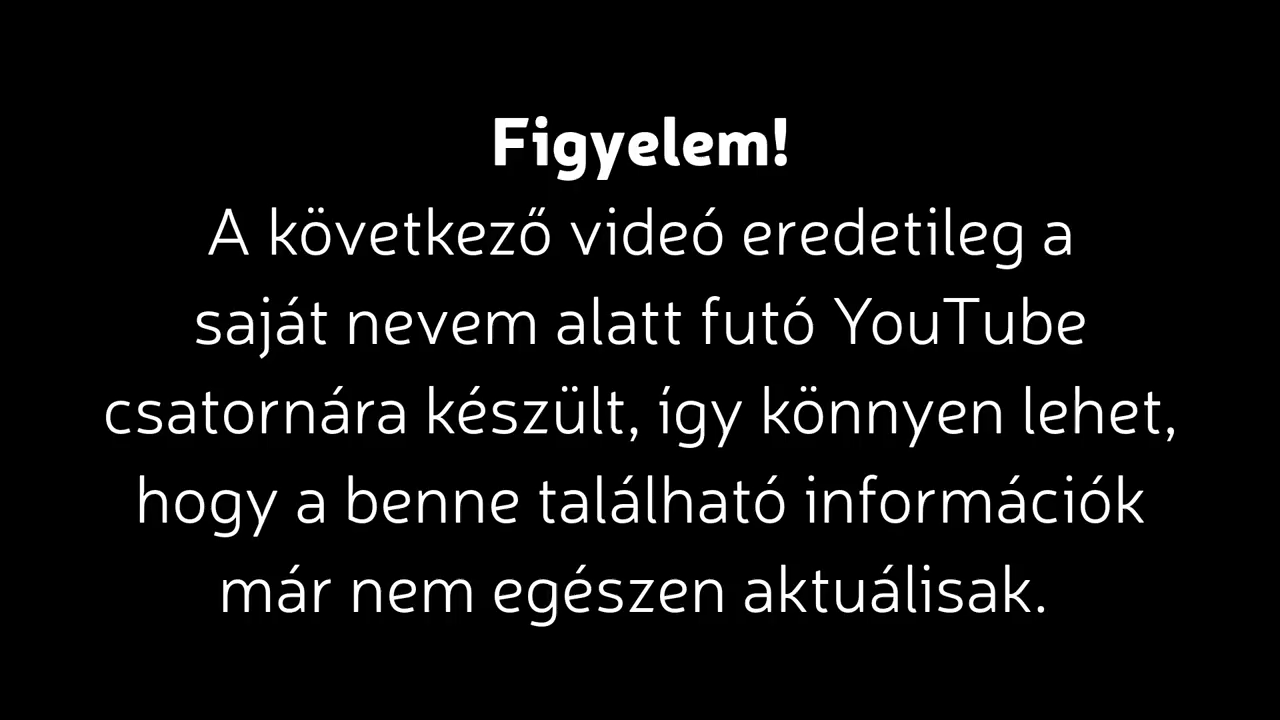 Figyelem!
A következő videó eredetileg a
saját nevem alatt futó YouTube
csatornára készült, így könnyen lehet,
hogy a benne található információk
már nem egészen aktuálisak.